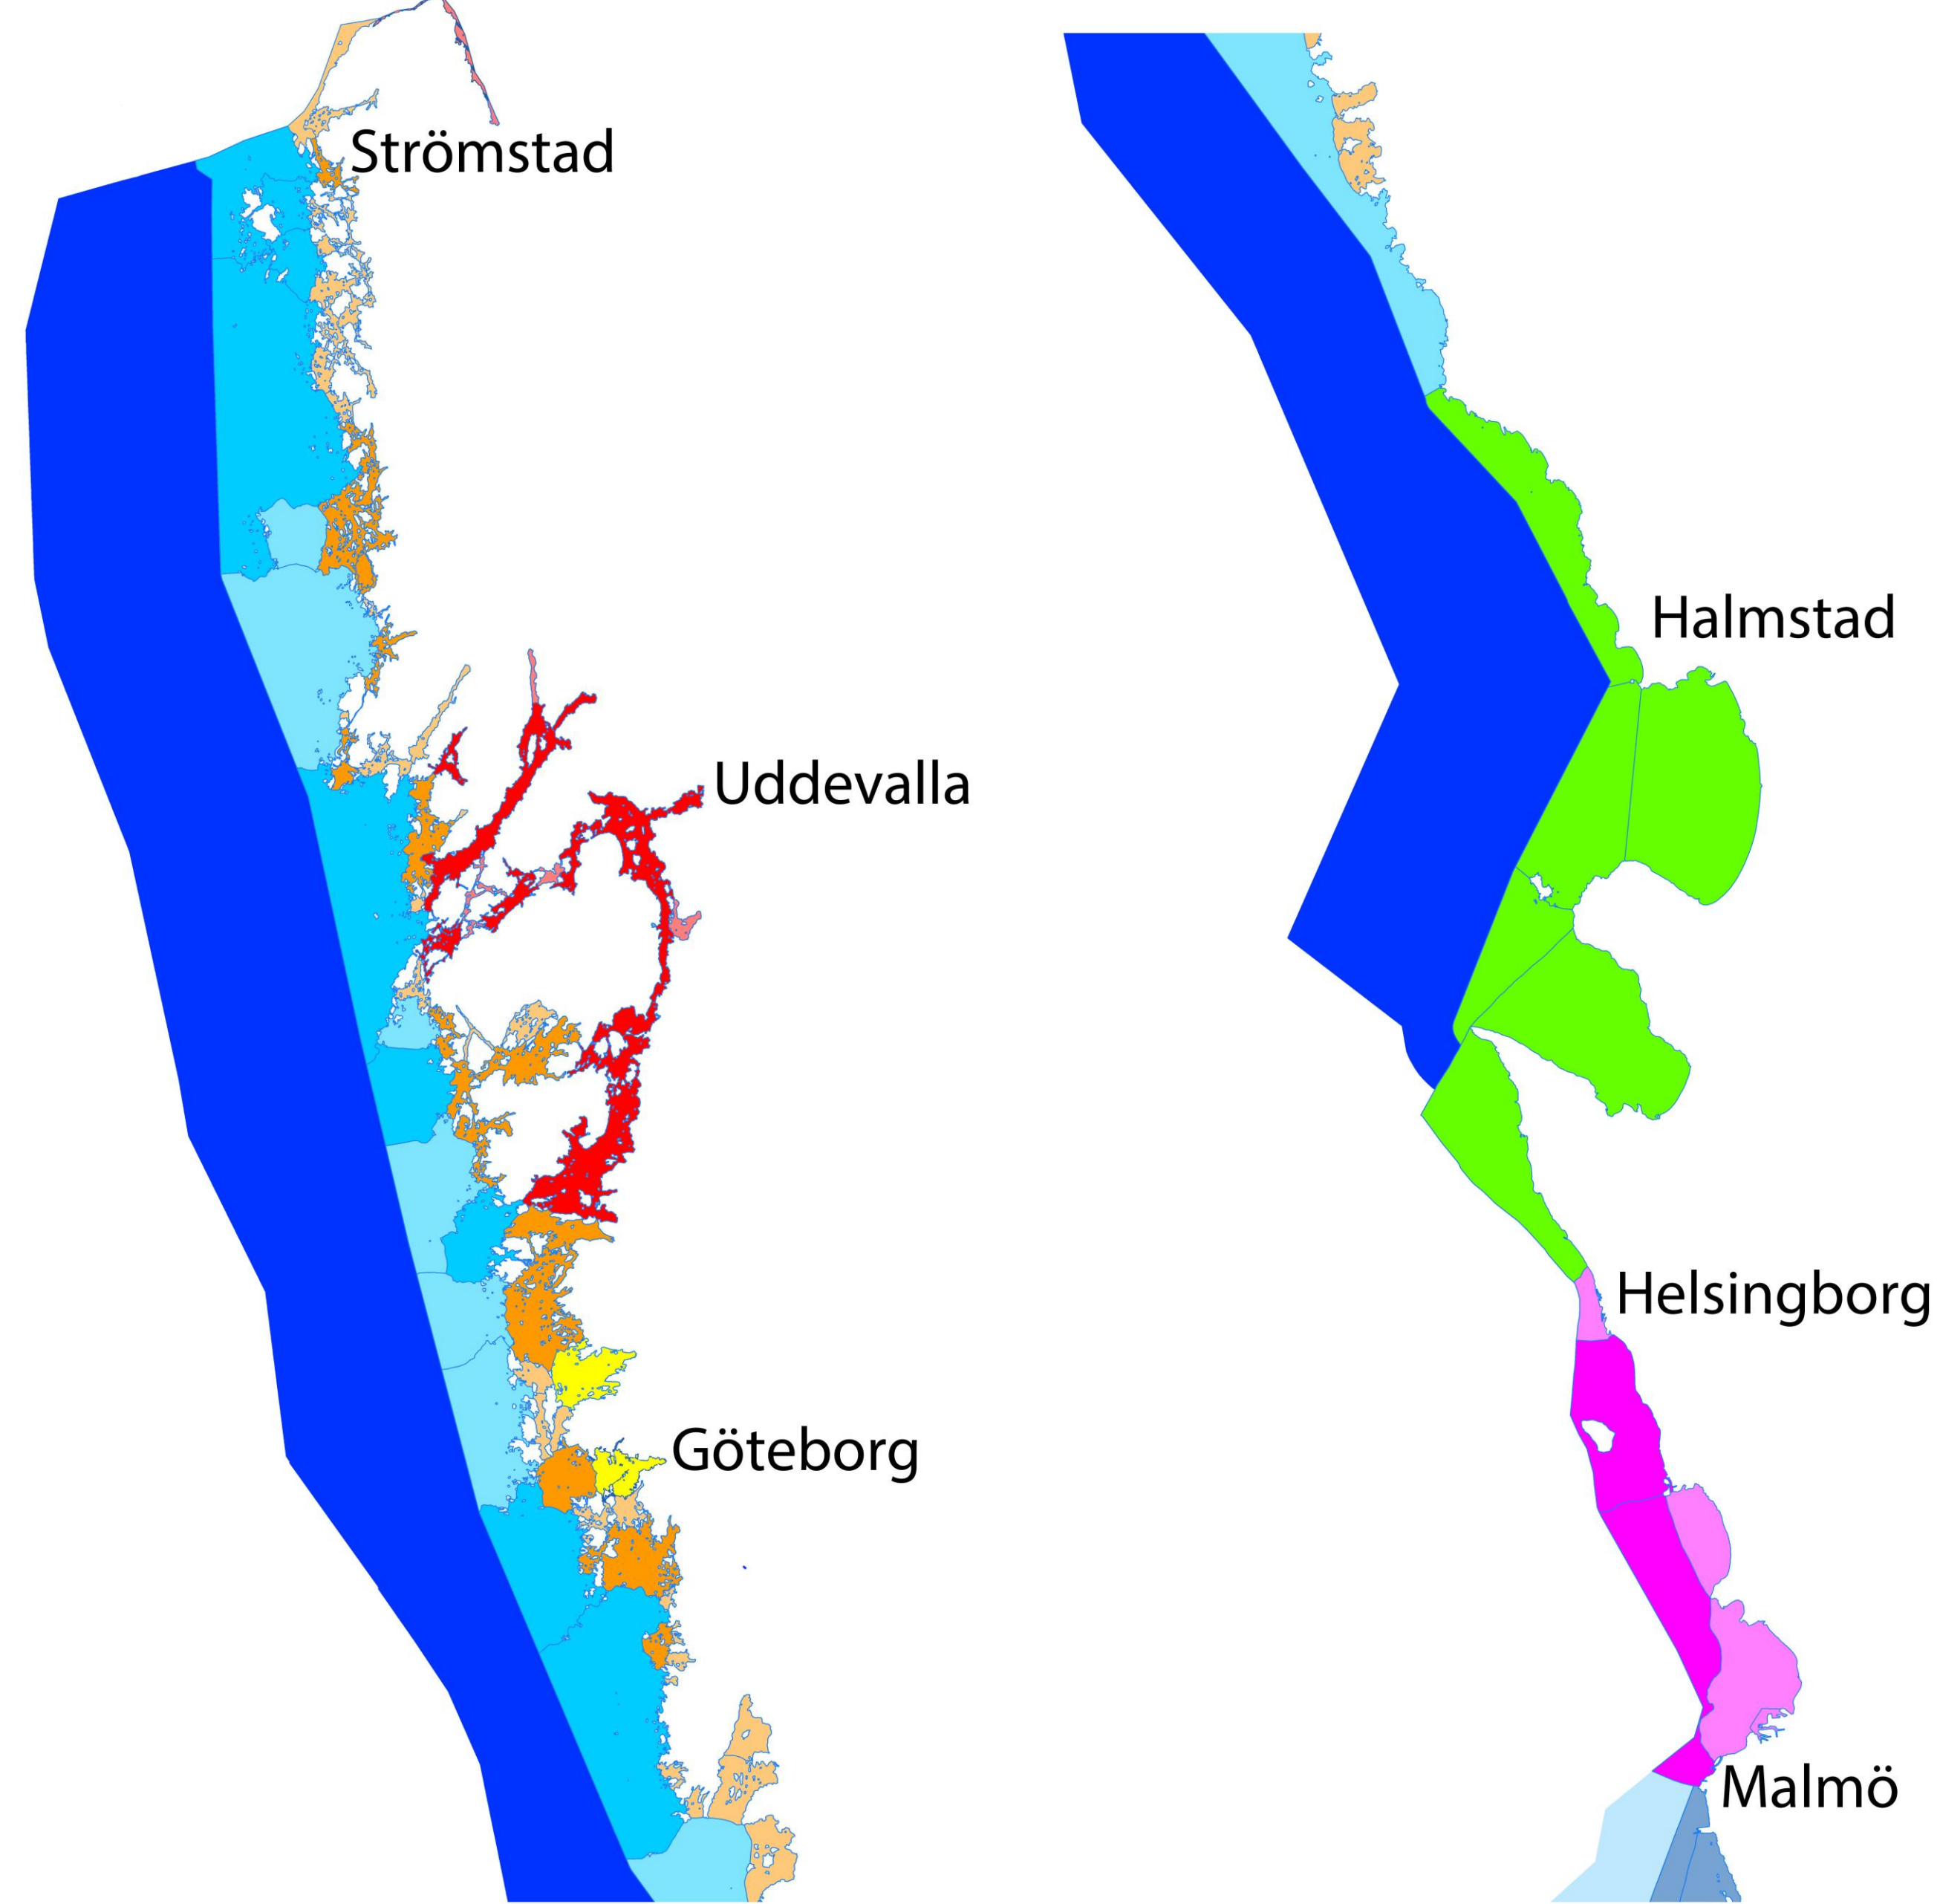 Strömstad
Uddevalla
Göteborg
Halmstad
Helsingborg
Malmö